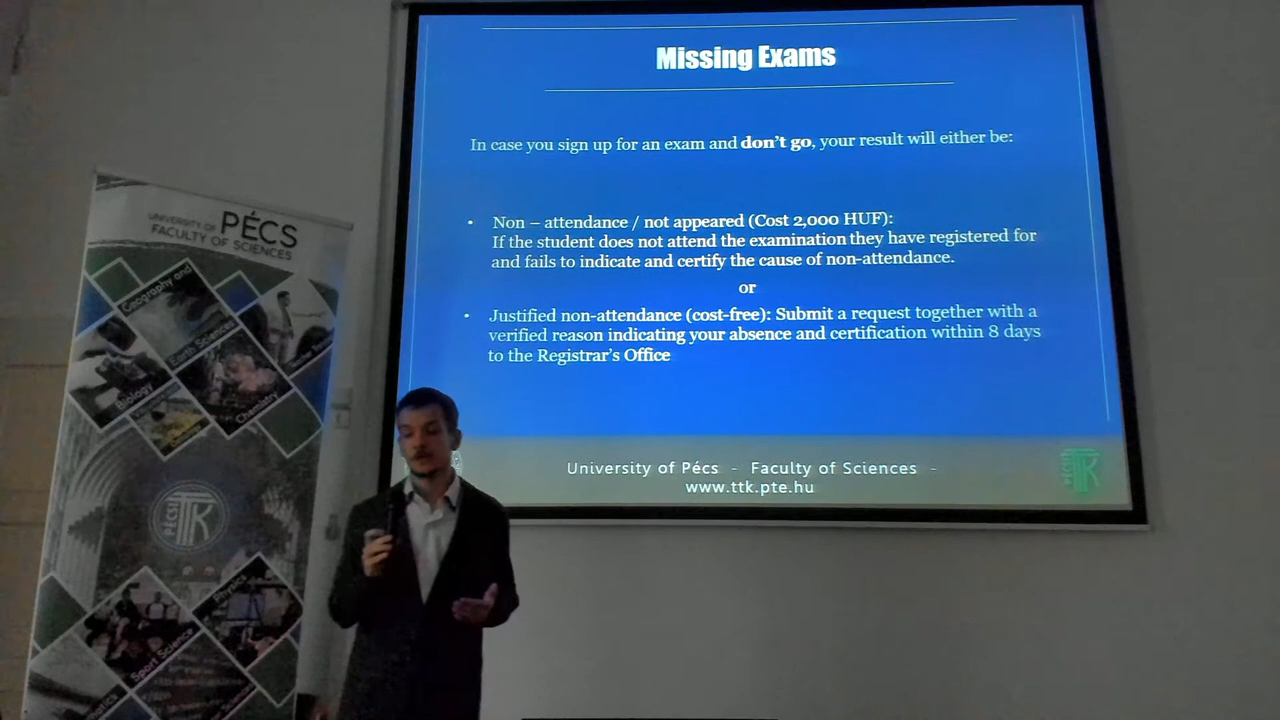 Missing Exams
In case you sign up for an exam and don't go, your result will either be:
• Non – attendance / not appeared (Cost 2,000 HUF):
If the student does not attend the examination they have registered for
and fails to indicate and certify the cause of non-attendance.
or
• Justified non-attendance (cost-free): Submit a request together with a
verified reason indicating your absence and certification within 8 days
to the Registrar's Office
University of Pécs - Faculty of Sciences -
www.ttk.pte.hu
UNIVERSITY OF PÉCS
FACULTY OF SCIENCES
Geography and
Earth Sciences
Biology
Chemistry
PÉCSI TTK
Physics
Sport Science